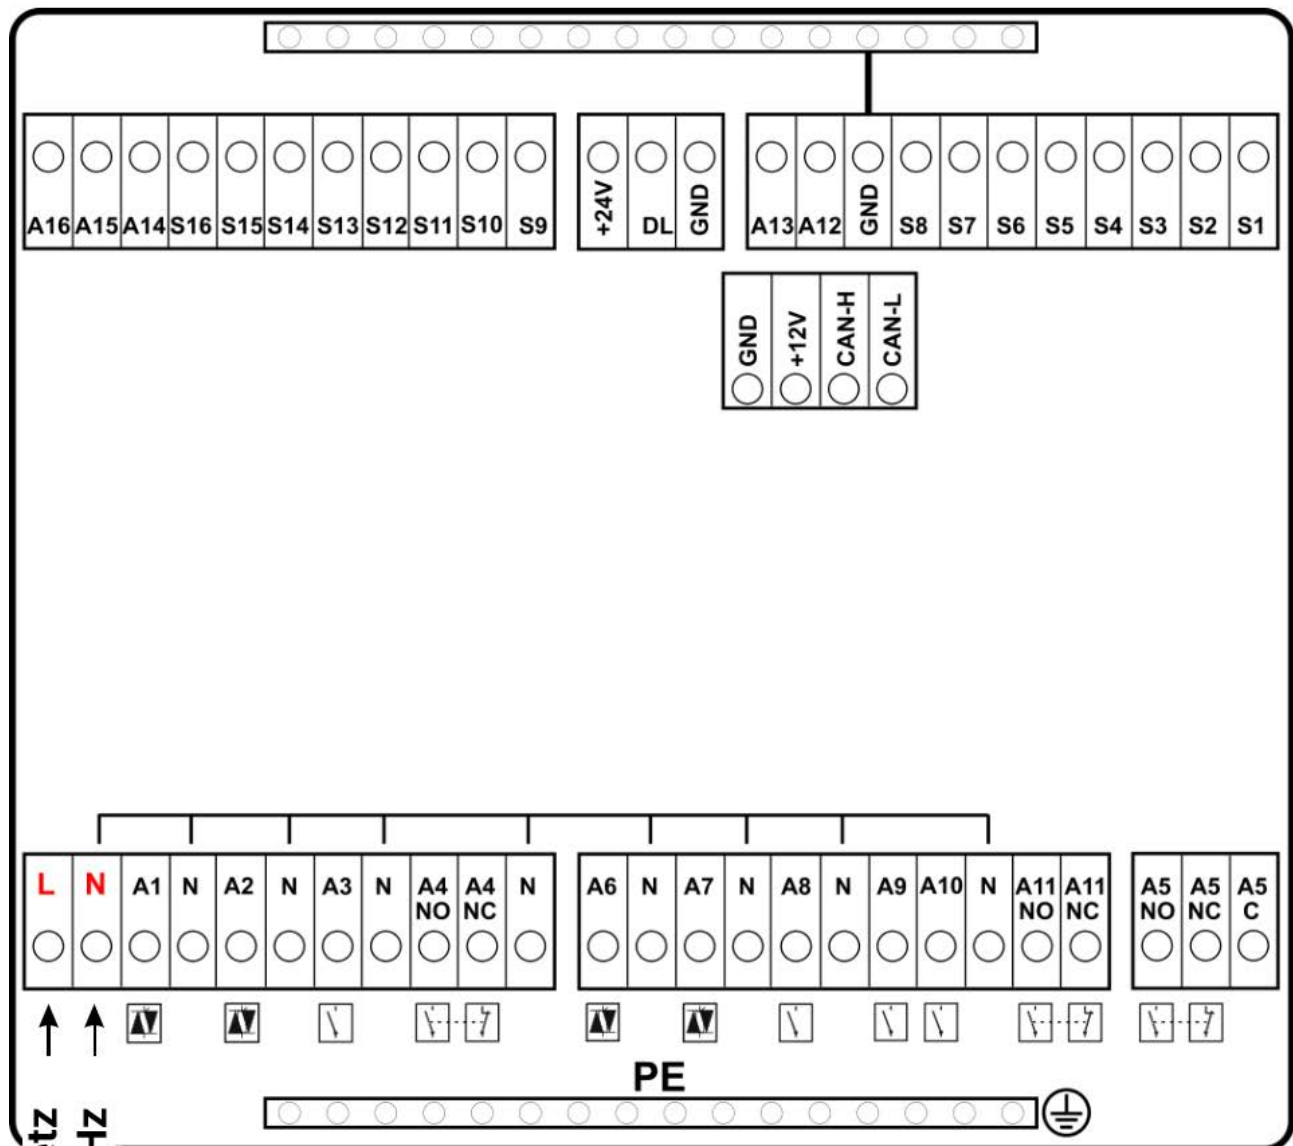 A16 A15 A14 S16 S15 S14 S13 S12 S11 S10 S9
+24V DL GND
A13 A12 GND S8 S7 S6 S5 S4 S3 S2 S1
GND +12V CAN-H CAN-L
L N A1 N A2 N A3 N A4 NO A4 NC N
A6 N A7 N A8 N A9 A10 N A11 NO A11 NC
A5 NO A5 NC A5 C
PE
Hz